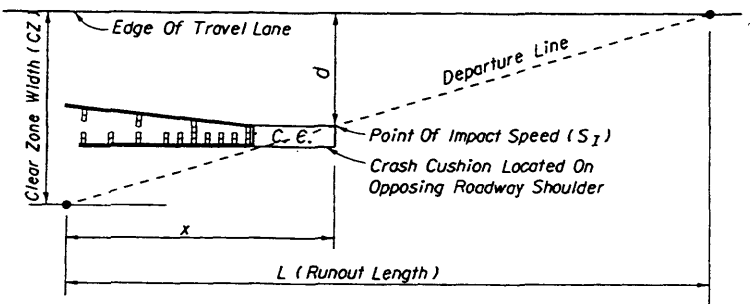 Edge Of Travel Lane
Clear Zone Width (CZ)
d
Departure Line
C.C.
Point Of Impact Speed (S_I)
Crash Cushion Located On
Opposing Roadway Shoulder
x
L (Runout Length)